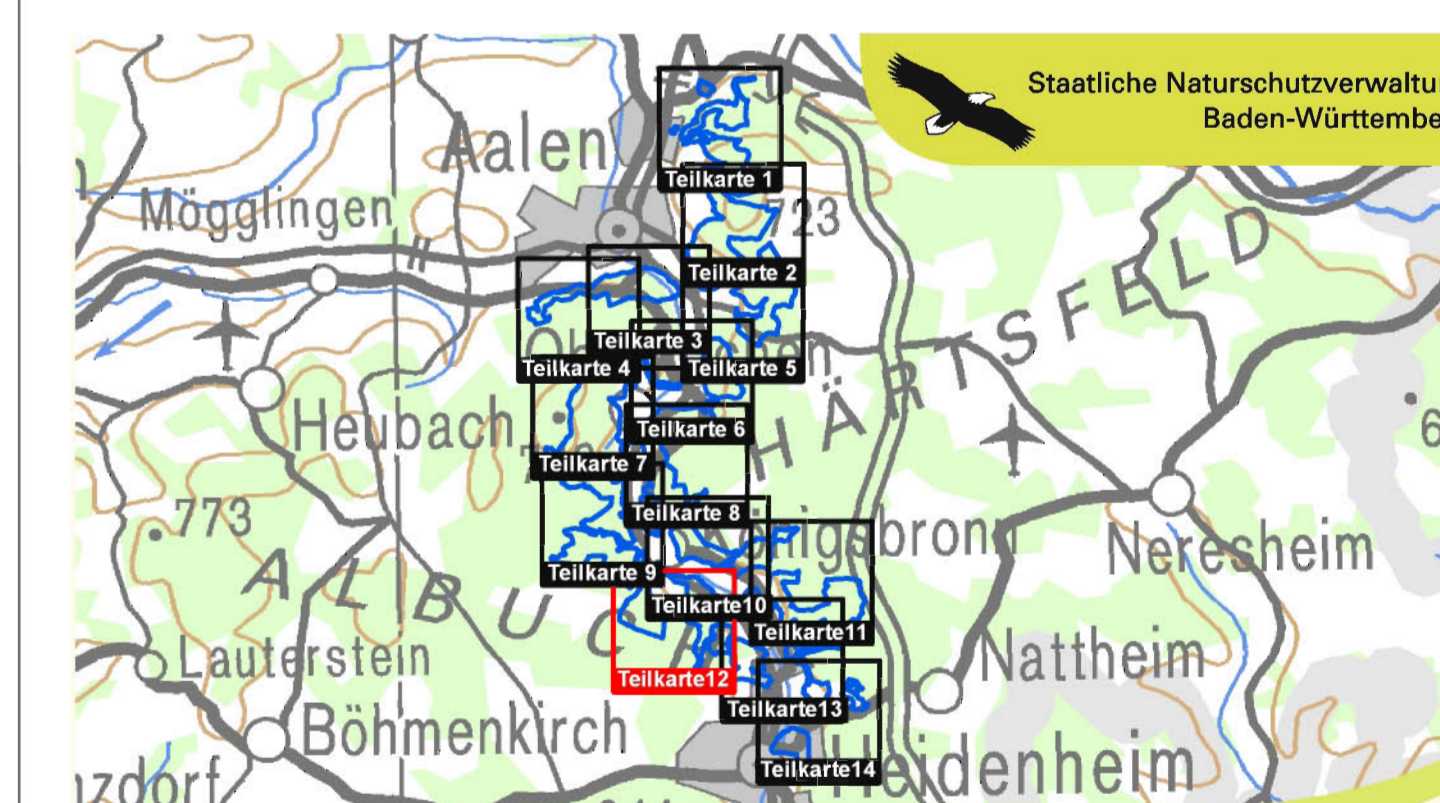 Staatliche Naturschutzverwaltu
Baden-Württembe
Aalen
Teilkarte 1
Mögglingen
723
Teilkarte 2
HÄRTSFELD
Teilkarte 3
Teilkarte 4
Teilkarte 5
Heubach
Teilkarte 6
Teilkarte 7
773
Teilkarte 8
Königsbronn
Neresheim
Teilkarte 9
ALBUC
Teilkarte10
Teilkarte11
Lauterstein
Nattheim
Teilkarte12
Teilkarte13
Böhmenkirch
Heidenheim
Teilkarte14
nzdorf